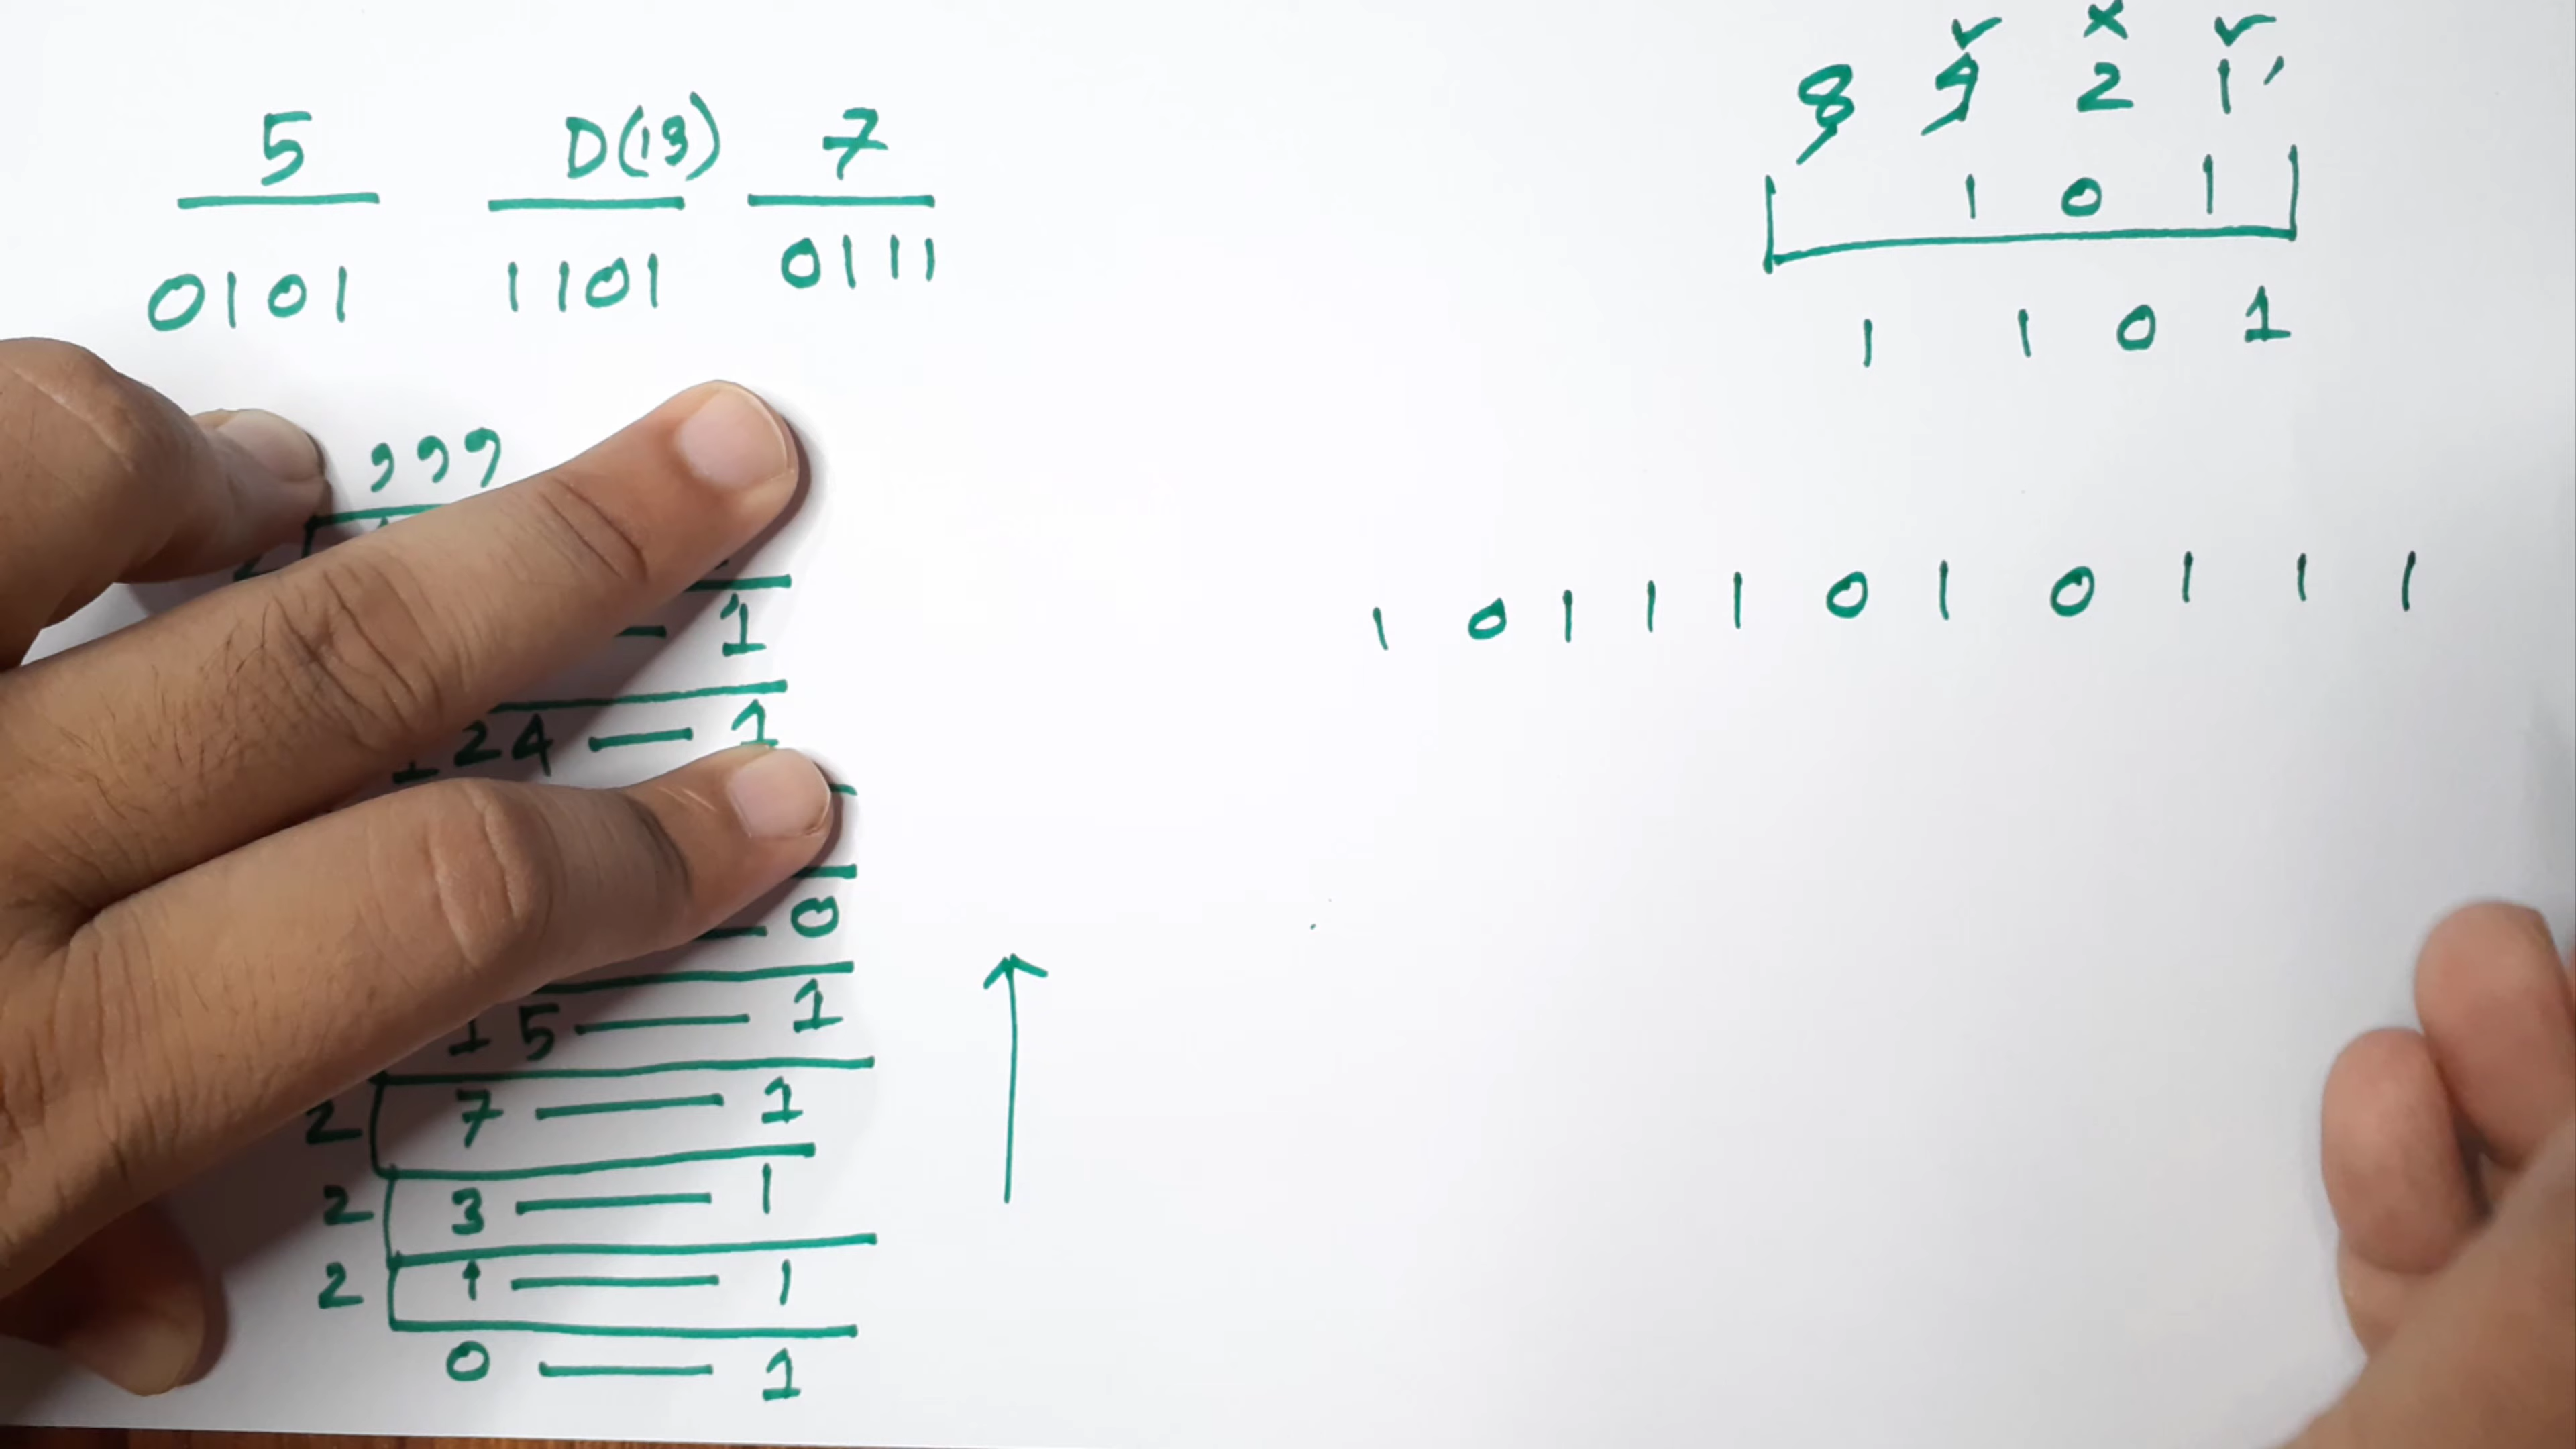 5 D(13) 7
0101 1101 0111
999
1
124 — 1
0
15 — 1
2 7 — 1
2 3 — 1
2 1 — 1
0 — 1
8 4 2 1
1 0 1
1 1 0 1
1 0 1 1 1 0 1 0 1 1 1